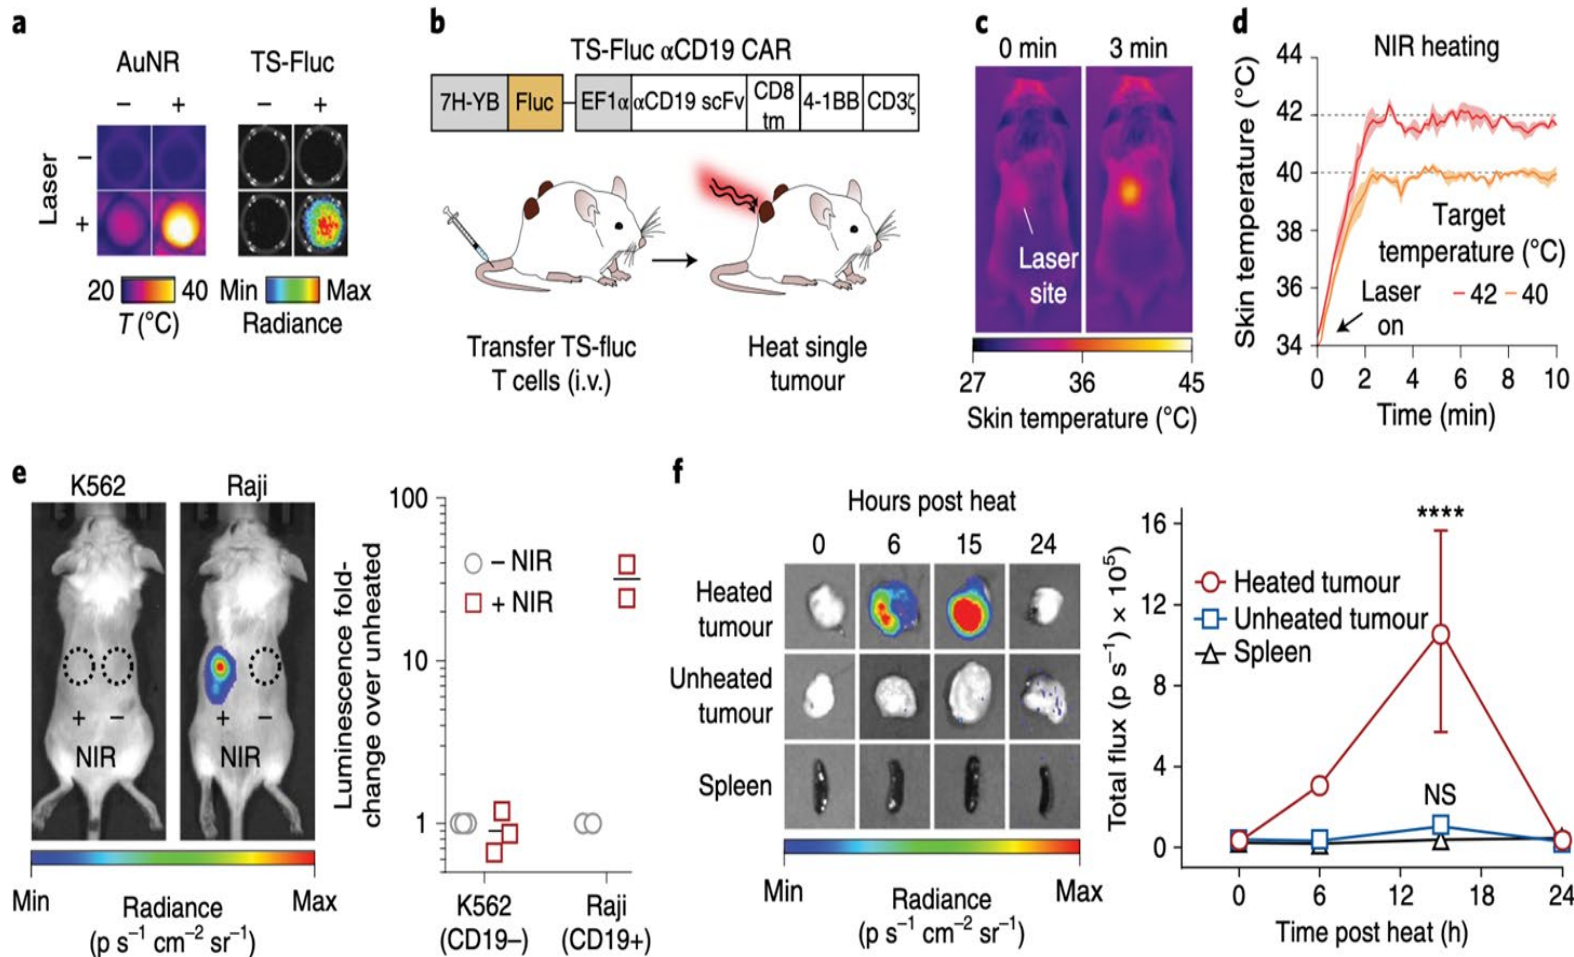 a
AuNR
TS-Fluc
− +
− +
Laser
−
+
20 40
T (°C)
Min Max
Radiance
b
TS-Fluc αCD19 CAR
7H-YB Fluc EF1α αCD19 scFv CD8 tm 4-1BB CD3ζ
Transfer TS-fluc
T cells (i.v.)
Heat single
tumour
c
0 min 3 min
Laser
site
27 36 45
Skin temperature (°C)
d
NIR heating
Skin temperature (°C)
44
42
40
38
36
34
Target
temperature (°C)
42 40
Laser
on
0 2 4 6 8 10
Time (min)
e
K562 Raji
+ −
NIR
+ −
NIR
Min Max
Radiance
(p s⁻¹ cm⁻² sr⁻¹)
Luminescence fold-
change over unheated
100
10
1
− NIR
+ NIR
K562
(CD19−)
Raji
(CD19+)
f
Hours post heat
0 6 15 24
Heated
tumour
Unheated
tumour
Spleen
Min Max
Radiance
(p s⁻¹ cm⁻² sr⁻¹)
Total flux (p s⁻¹) × 10⁵
16
12
8
4
0
****
Heated tumour
Unheated tumour
Spleen
NS
0 6 12 18 24
Time post heat (h)